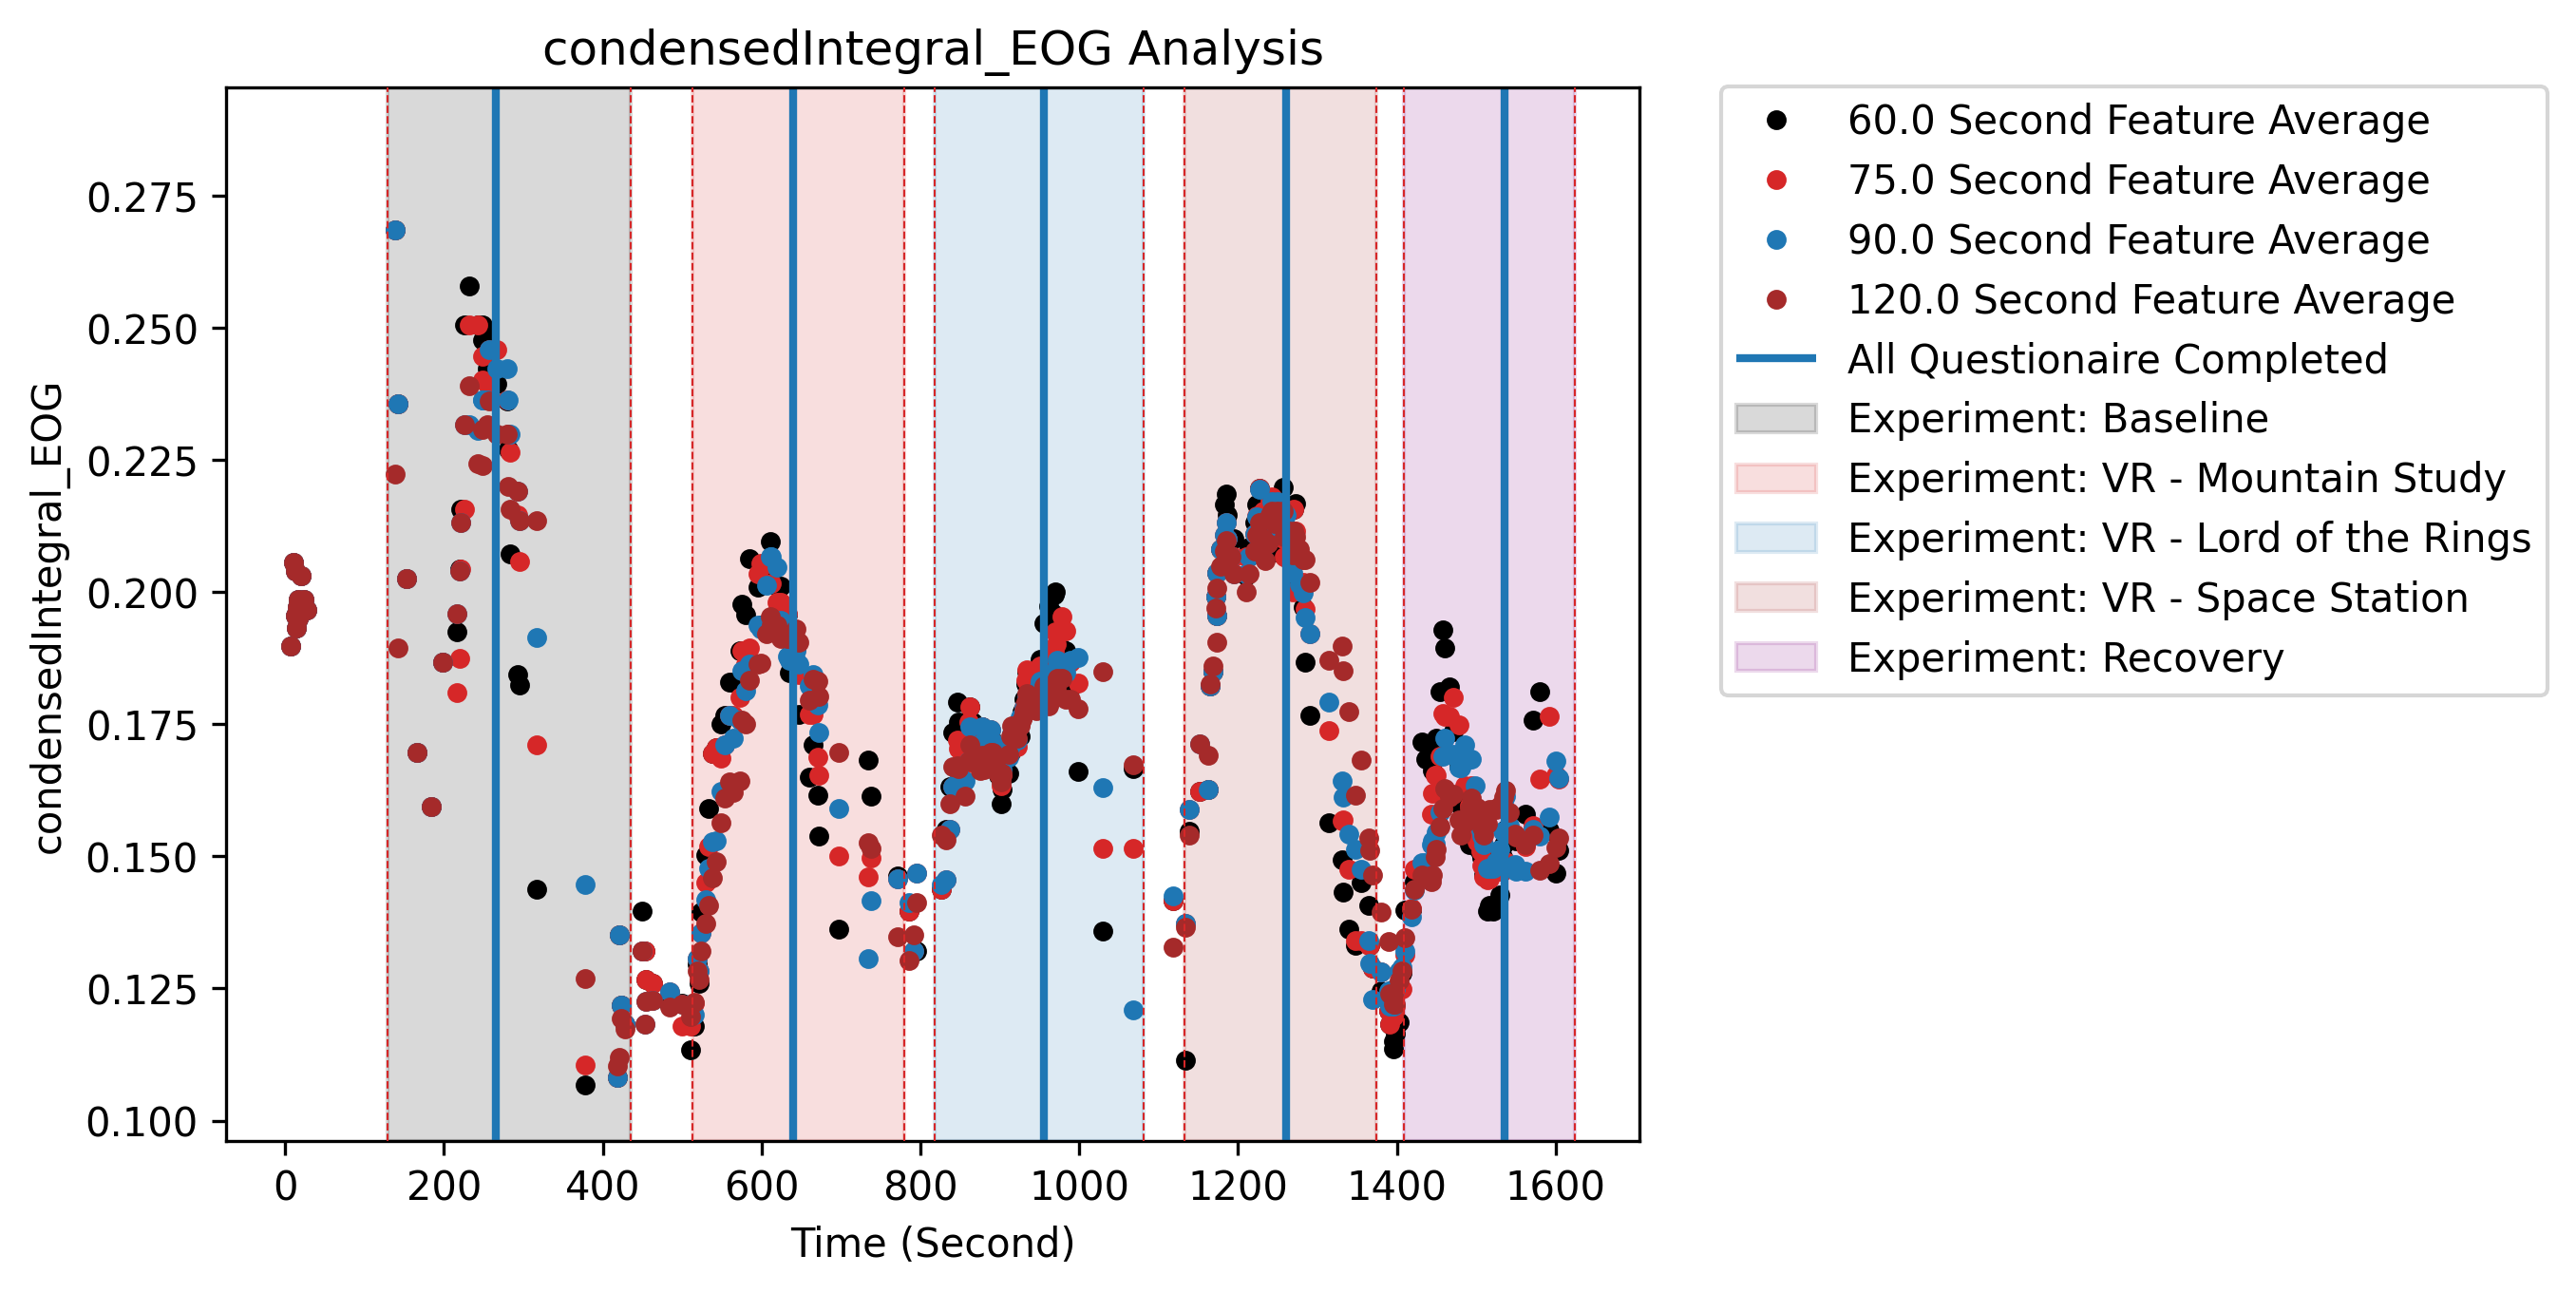 condensedIntegral_EOG Analysis
condensedIntegral_EOG
0.275
0.250
0.225
0.200
0.175
0.150
0.125
0.100
0 200 400 600 800 1000 1200 1400 1600
Time (Second)
60.0 Second Feature Average
75.0 Second Feature Average
90.0 Second Feature Average
120.0 Second Feature Average
All Questionaire Completed
Experiment: Baseline
Experiment: VR - Mountain Study
Experiment: VR - Lord of the Rings
Experiment: VR - Space Station
Experiment: Recovery